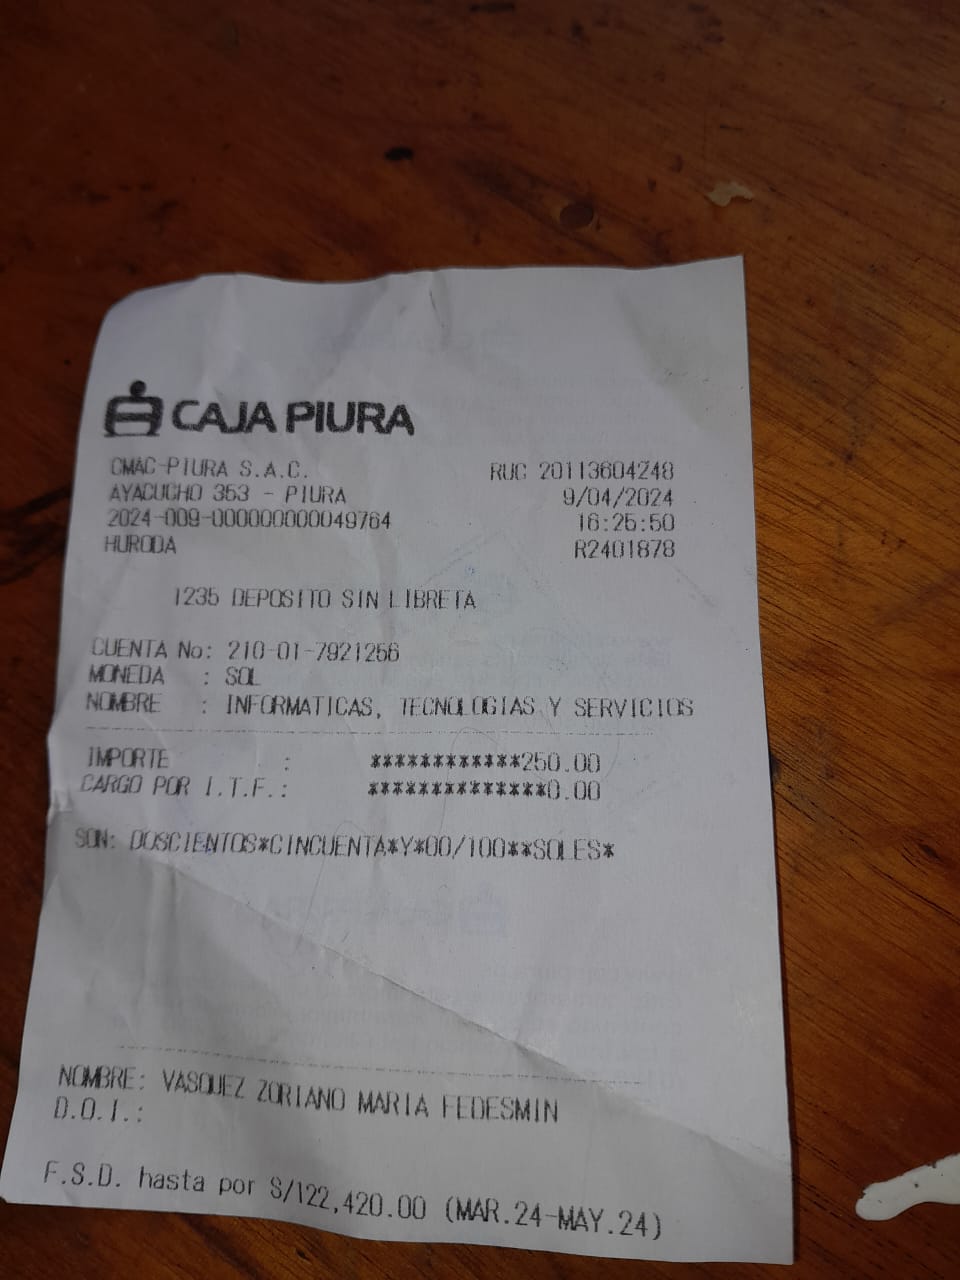 CAJA PIURA
CMAC-PIURA S.A.C. RUC 20113604248
AYACUCHO 353 - PIURA 9/04/2024
2024-009-000000000049764 16:25:50
HURODA R2401878
1235 DEPOSITO SIN LIBRETA
CUENTA No: 210-01-7921256
MONEDA : SOL
NOMBRE : INFORMATICAS, TECNOLOGIAS Y SERVICIOS
IMPORTE : ************250.00
CARGO POR I.T.F.: **************0.00
SON: DOSCIENTOS*CINCUENTA*Y*00/100**SOLES*
NOMBRE: VASQUEZ ZORIANO MARIA FEDESMIN
D.O.I.:
F.S.D. hasta por S/122,420.00 (MAR.24-MAY.24)